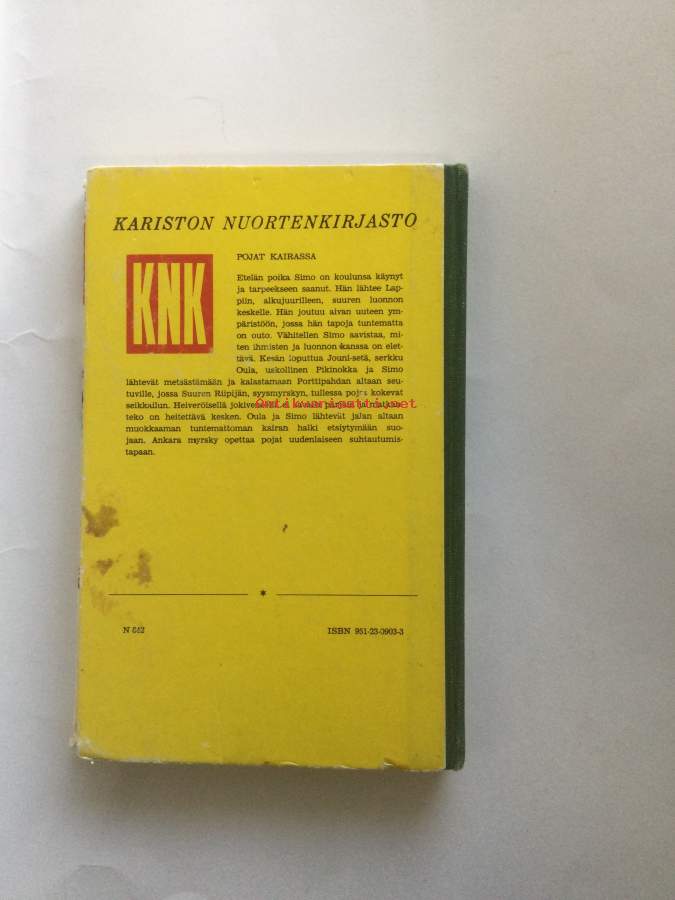 KARISTON NUORTENKIRJASTO
KNK
POJAT KAIRASSA
Etelän poika Simo on koulunsa käynyt
ja tarpeekseen saanut. Hän lähtee Lap-
piin, alkujuurilleen, suuren luonnon
keskelle. Hän joutuu aivan uuteen ym-
päristöön, jossa hän tapoja tuntematta
on outo. Vähitellen Simo aavistaa, mi-
ten ihmisten ja luonnon kanssa on elet-
tävä. Kesän loputtua Jouni-setä, serkku
Oula, uskollinen Pikinokka ja Simo
lähtevät metsästämään ja kalastamaan Porttipahdan altaan seu-
tuville, jossa Suuren Riipijän, syysmyrskyn, tullessa pojat kokevat
seikkailun.
Antikvariaatti.net
teko on heitettävä kesken. Oula ja Simo lähtevät jalan altaan
muokkaaman tuntemattoman kairan halki etsiytymään suo-
jaan. Ankara myrsky opettaa pojat uudenlaiseen suhtautumis-
tapaan.
*
N 842 ISBN 951-23-0903-3